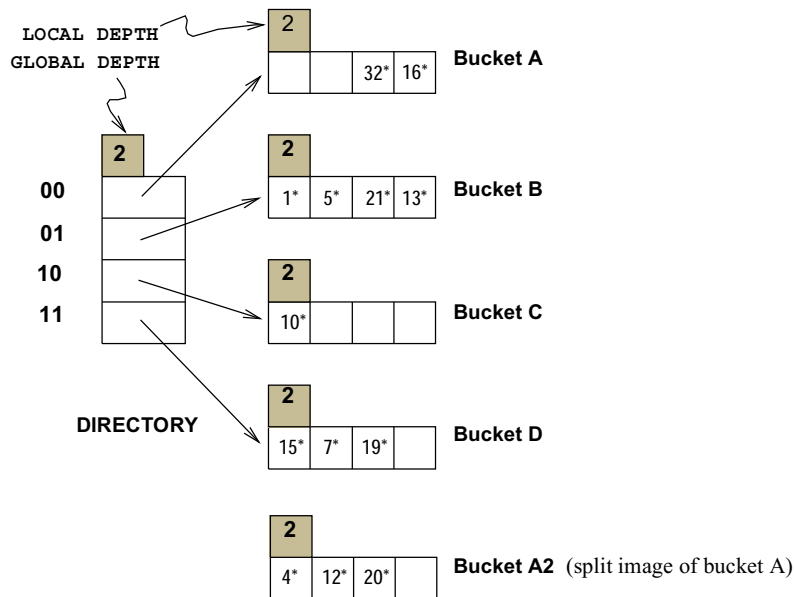 LOCAL DEPTH
GLOBAL DEPTH
2
32* 16*
Bucket A
2
00
01
10
11
DIRECTORY
2
1* 5* 21* 13*
Bucket B
2
10*
Bucket C
2
15* 7* 19*
Bucket D
2
4* 12* 20*
Bucket A2 (split image of bucket A)